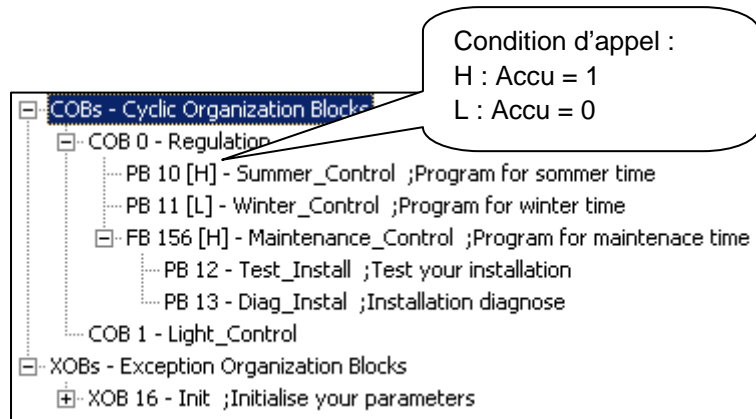 Condition d'appel :
H : Accu = 1
L : Accu = 0
COBs - Cyclic Organization Blocks
COB 0 - Regulation
PB 10 [H] - Summer_Control ;Program for sommer time
PB 11 [L] - Winter_Control ;Program for winter time
FB 156 [H] - Maintenance_Control ;Program for maintenace time
PB 12 - Test_Install ;Test your installation
PB 13 - Diag_Instal ;Installation diagnose
COB 1 - Light_Control
XOBs - Exception Organization Blocks
XOB 16 - Init ;Initialise your parameters